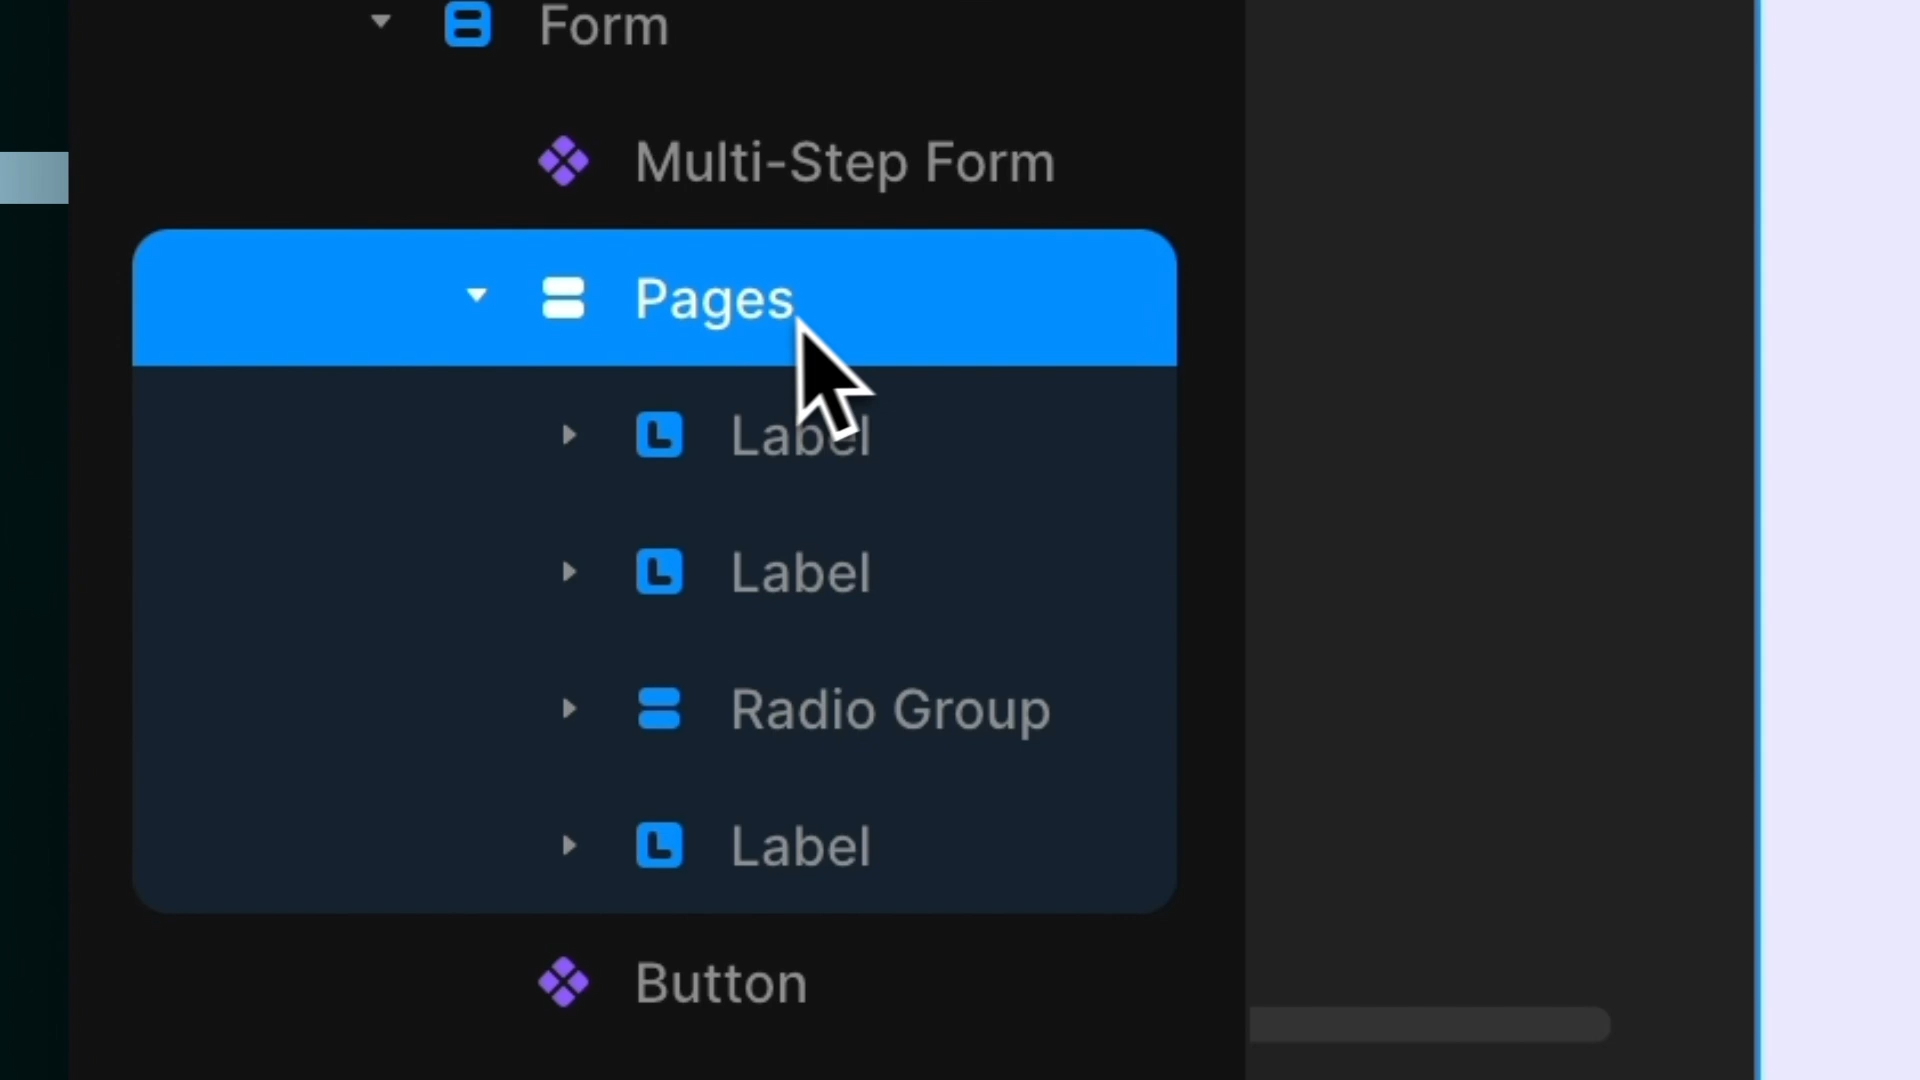 Form
Multi-Step Form
Pages
Label
Label
Radio Group
Label
Button